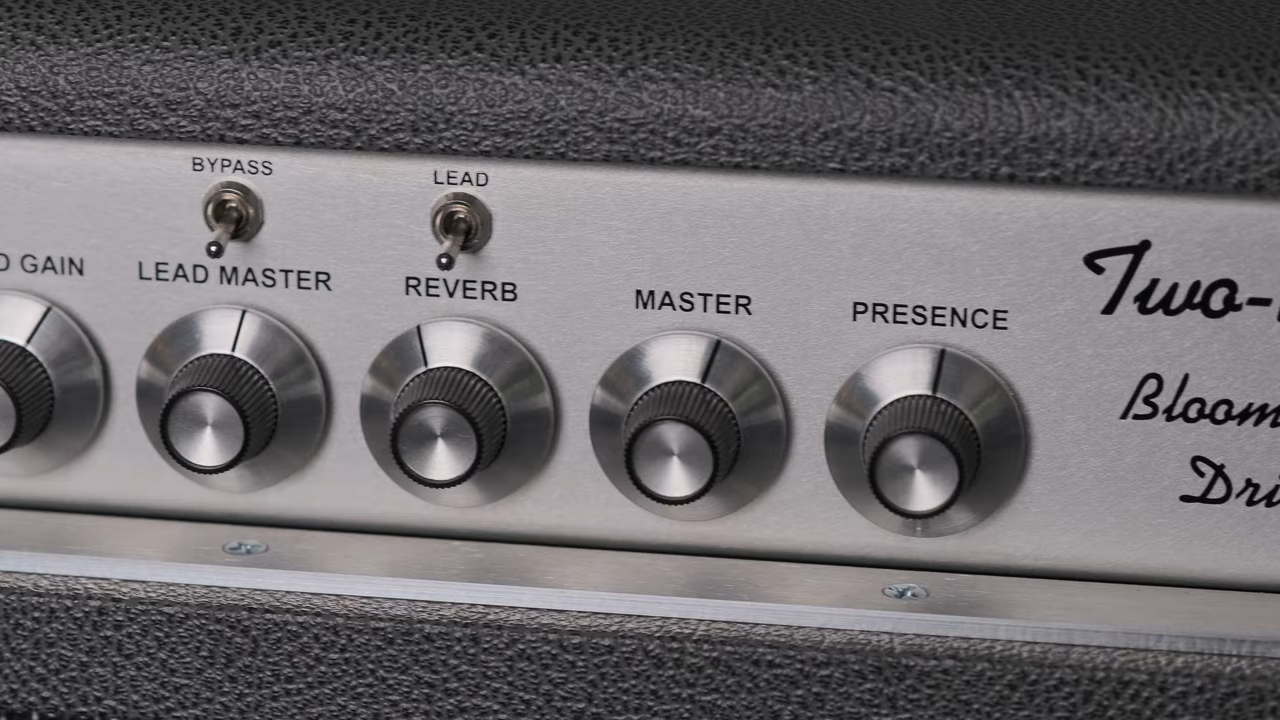 BYPASS
LEAD
GAIN
LEAD MASTER
REVERB
MASTER
PRESENCE
Two-
Bloom
Dri